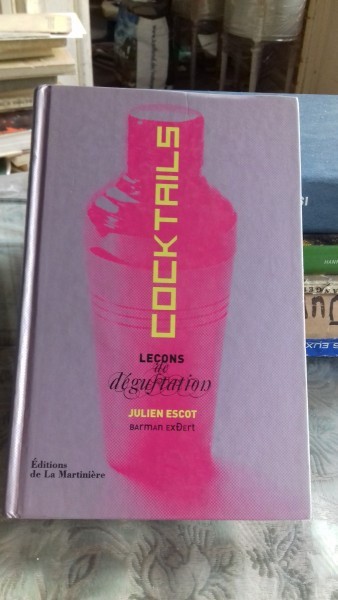 COCKTAILS
LEÇONS
de
dégustation
JULIEN ESCOT
BARMAN EXPERT
Éditions
de La Martinière